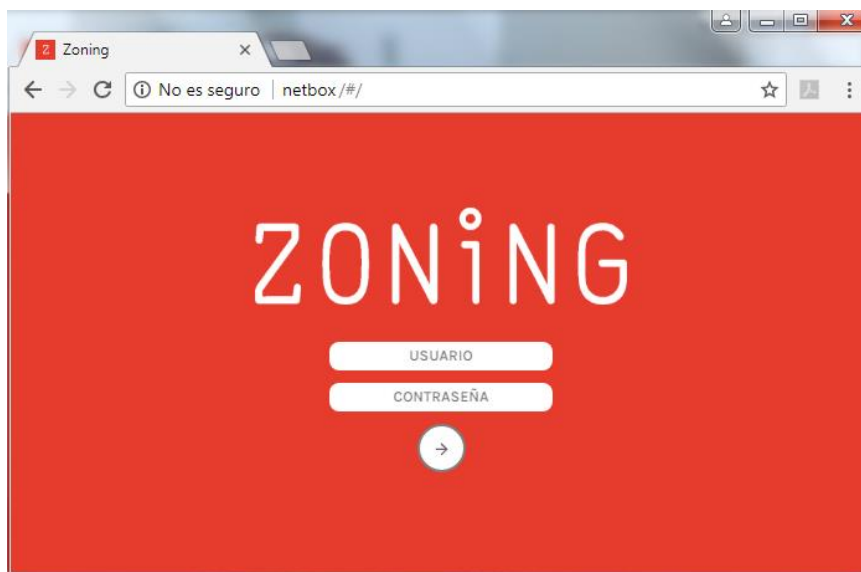 Zoning
No es seguro netbox/#/
ZONiNG
USUARIO
CONTRASEÑA